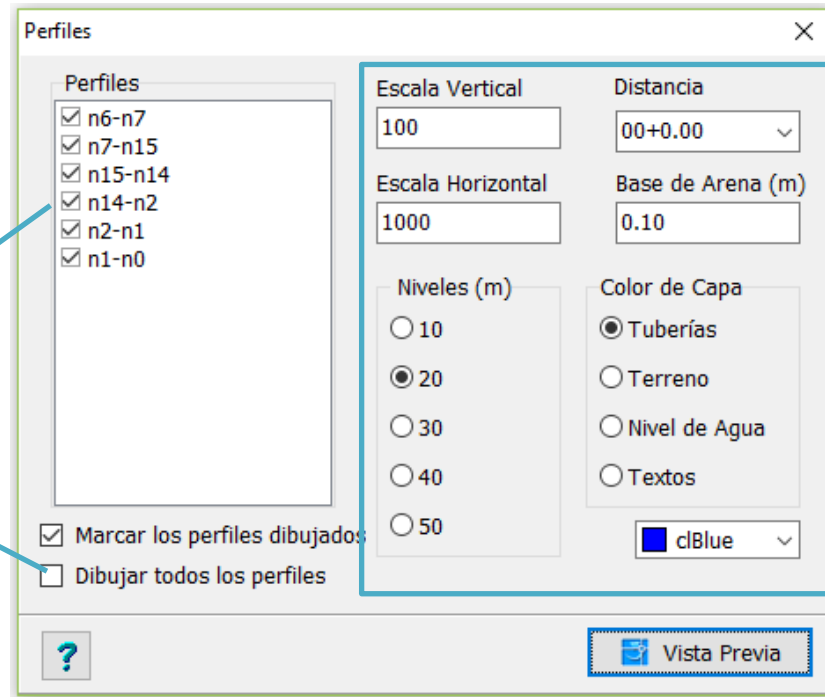 Perfiles
Perfiles
n6-n7
n7-n15
n15-n14
n14-n2
n2-n1
n1-n0
Marcar los perfiles dibujados
Dibujar todos los perfiles
Escala Vertical
100
Distancia
00+0.00
Escala Horizontal
1000
Base de Arena (m)
0.10
Niveles (m)
10
20
30
40
50
Color de Capa
Tuberías
Terreno
Nivel de Agua
Textos
clBlue
?
Vista Previa